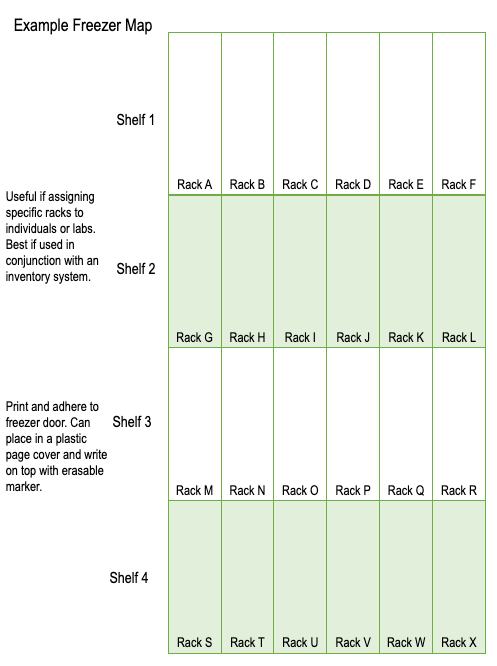 Example Freezer Map
Shelf 1
Rack A Rack B Rack C Rack D Rack E Rack F
Useful if assigning
specific racks to
individuals or labs.
Best if used in
conjunction with an
inventory system.
Shelf 2
Rack G Rack H Rack I Rack J Rack K Rack L
Print and adhere to
freezer door. Can
place in a plastic
page cover and write
on top with erasable
marker.
Shelf 3
Rack M Rack N Rack O Rack P Rack Q Rack R
Shelf 4
Rack S Rack T Rack U Rack V Rack W Rack X